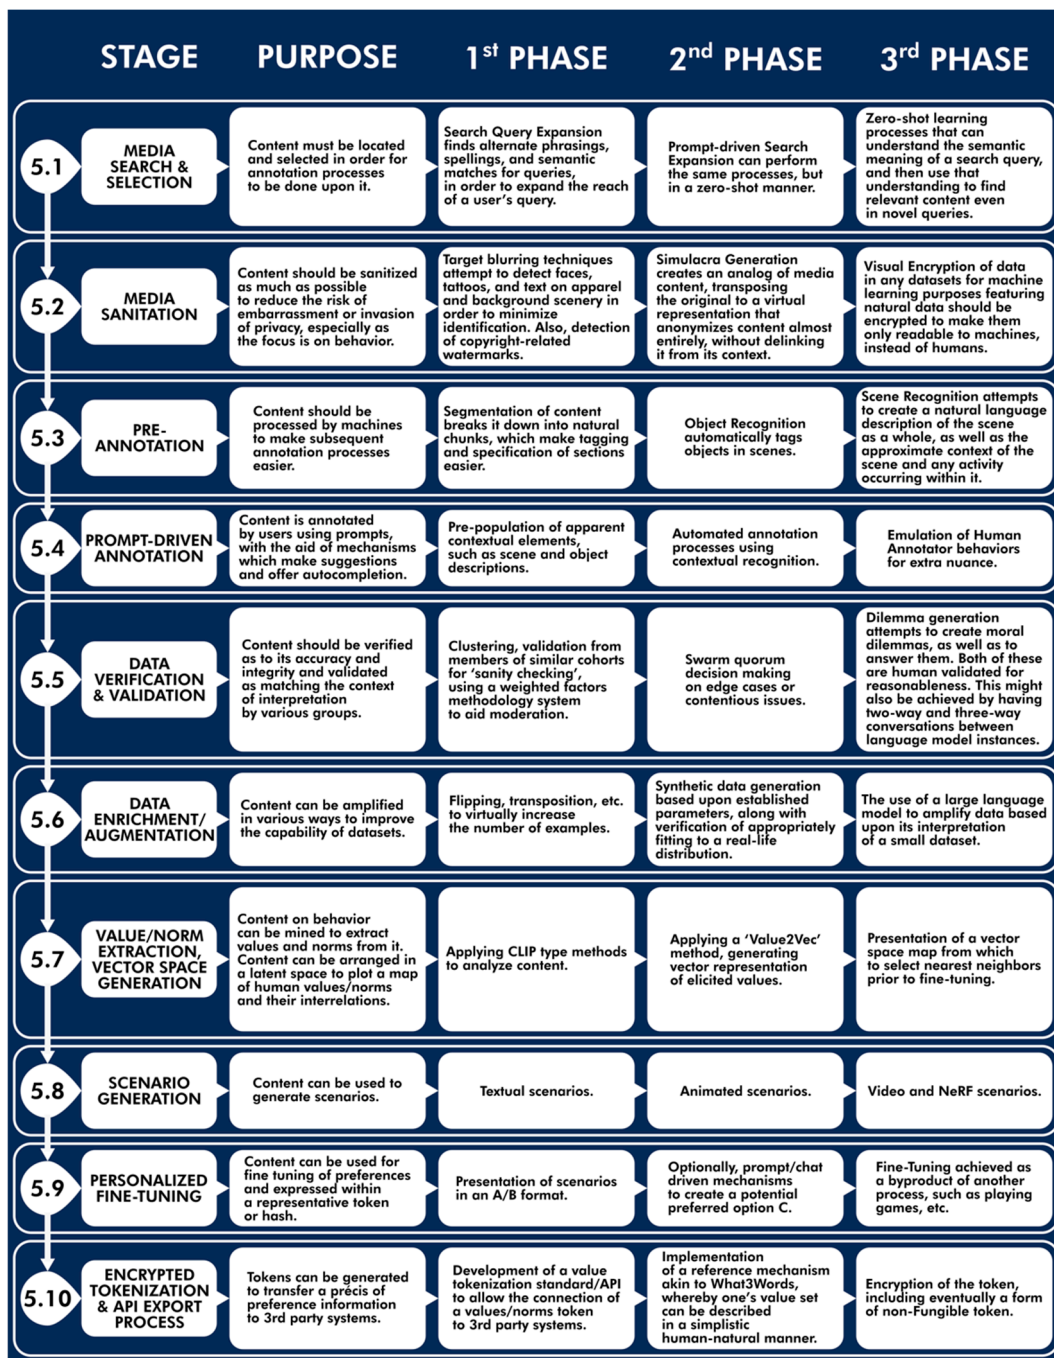 STAGE
PURPOSE
1st PHASE
2nd PHASE
3rd PHASE
5.1
MEDIA
SEARCH &
SELECTION
Content must be located
and selected in order for
annotation processes
to be done upon it.
Search Query Expansion
finds alternate phrasings,
spellings, and semantic
matches for queries,
in order to expand the reach
of a user's query.
Prompt-driven Search
Expansion can perform
the same processes, but
in a zero-shot manner.
Zero-shot learning
processes that can
understand the semantic
meaning of a search query,
and then use that
understanding to find
relevant content even
in novel queries.
5.2
MEDIA
SANITATION
Content should be sanitized
as much as possible
to reduce the risk of
embarrassment or invasion
of privacy, especially as
the focus is on behavior.
Target blurring techniques
attempt to detect faces,
tattoos, and text on apparel
and background scenery in
order to minimize
identification. Also, detection
of copyright-related
watermarks.
Simulacra Generation
creates an analog of media
content, transposing
the original to a virtual
representation that
anonymizes content almost
entirely, without delinking
it from its context.
Visual Encryption of data
in any datasets for machine
learning purposes featuring
natural data should be
encrypted to make them
only readable to machines,
instead of humans.
5.3
PRE-
ANNOTATION
Content should be
processed by machines
to make subsequent
annotation processes
easier.
Segmentation of content
breaks it down into natural
chunks, which make tagging
and specification of sections
easier.
Object Recognition
automatically tags
objects in scenes.
Scene Recognition attempts
to create a natural language
description of the scene
as a whole, as well as the
approximate context of the
scene and any activity
occurring within it.
5.4
PROMPT-DRIVEN
ANNOTATION
Content is annotated
by users using prompts,
with the aid of mechanisms
which make suggestions
and offer autocompletion.
Pre-population of apparent
contextual elements,
such as scene and object
descriptions.
Automated annotation
processes using
contextual recognition.
Emulation of Human
Annotator behaviors
for extra nuance.
5.5
DATA
VERIFICATION
& VALIDATION
Content should be verified
as to its accuracy and
integrity and validated
as matching the context
of interpretation
by various groups.
Clustering, validation from
members of similar cohorts
for 'sanity checking',
using a weighted factors
methodology system
to aid moderation.
Swarm quorum
decision making
on edge cases or
contentious issues.
Dilemma generation
attempts to create moral
dilemmas, as well as to
answer them. Both of these
are human validated for
reasonableness. This might
also be achieved by having
two-way and three-way
conversations between
language model instances.
5.6
DATA
ENRICHMENT/
AUGMENTATION
Content can be amplified
in various ways to improve
the capability of datasets.
Flipping, transposition, etc.
to virtually increase
the number of examples.
Synthetic data generation
based upon established
parameters, along with
verification of appropriately
fitting to a real-life
distribution.
The use of a large language
model to amplify data based
upon its interpretation
of a small dataset.
5.7
VALUE/NORM
EXTRACTION,
VECTOR SPACE
GENERATION
Content on behavior
can be mined to extract
values and norms from it.
Content can be arranged in
a latent space to plot a map
of human values/norms
and their interrelations.
Applying CLIP type methods
to analyze content.
Applying a 'Value2Vec'
method, generating
vector representation
of elicited values.
Presentation of a vector
space map from which
to select nearest neighbors
prior to fine-tuning.
5.8
SCENARIO
GENERATION
Content can be used to
generate scenarios.
Textual scenarios.
Animated scenarios.
Video and NeRF scenarios.
5.9
PERSONALIZED
FINE-TUNING
Content can be used for
fine tuning of preferences
and expressed within
a representative token
or hash.
Presentation of scenarios
in an A/B format.
Optionally, prompt/chat
driven mechanisms
to create a potential
preferred option C.
Fine-Tuning achieved as
a byproduct of another
process, such as playing
games, etc.
5.10
ENCRYPTED
TOKENIZATION
& API EXPORT
PROCESS
Tokens can be generated
to transfer a précis of
preference information
to 3rd party systems.
Development of a value
tokenization standard/API
to allow the connection of
a values/norms token
to 3rd party systems.
Implementation
of a reference mechanism
akin to What3Words,
whereby one's value set
can be described
in a simplistic
human-natural manner.
Encryption of the token,
including eventually a form
of non-Fungible token.